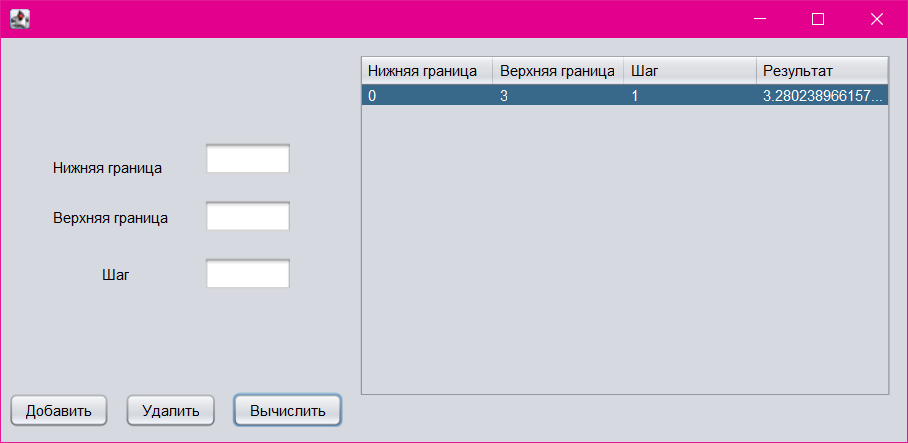 Нижняя граница Верхняя граница Шаг Результат
0 3 1 3.280238966157...
Нижняя граница
Верхняя граница
Шаг
Добавить Удалить Вычислить